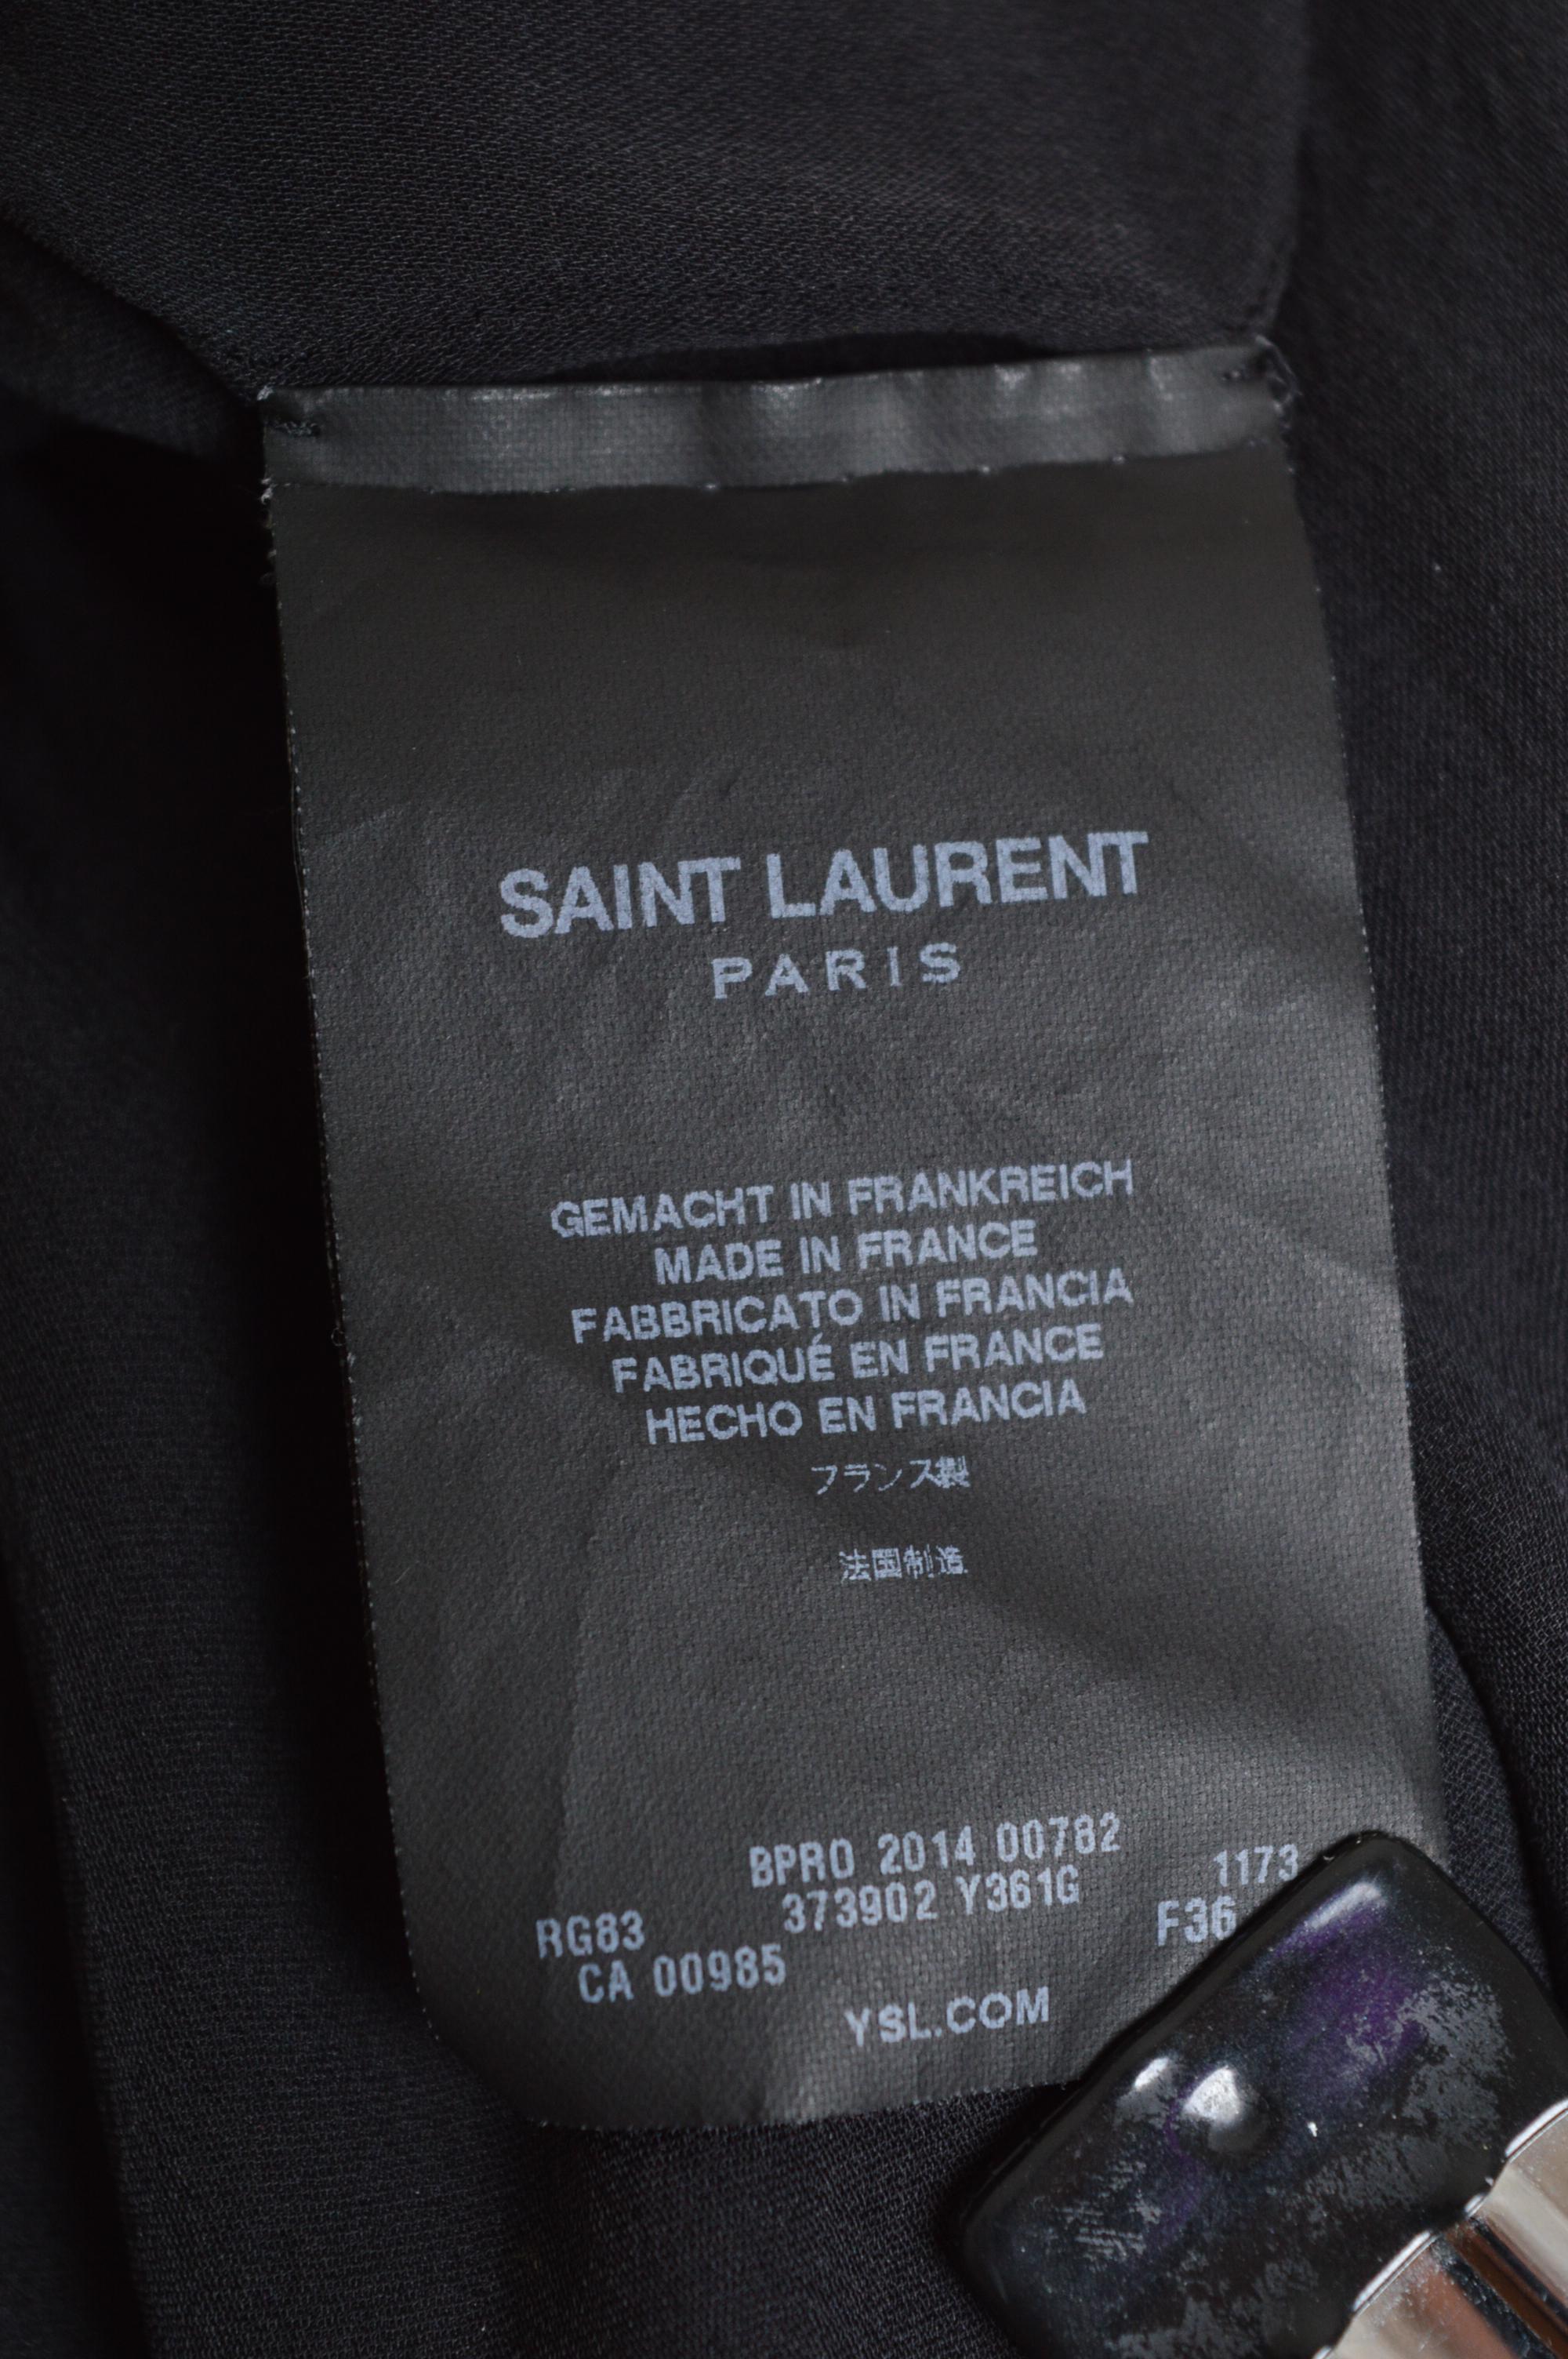 SAINT LAURENT
PARIS
GEMACHT IN FRANKREICH
MADE IN FRANCE
FABBRICATO IN FRANCIA
FABRIQUÉ EN FRANCE
HECHO EN FRANCIA
フランス製
法国制造
BPRO 2014 00782 1173
RG83 373902 Y361G F36
CA 00985
YSL.COM